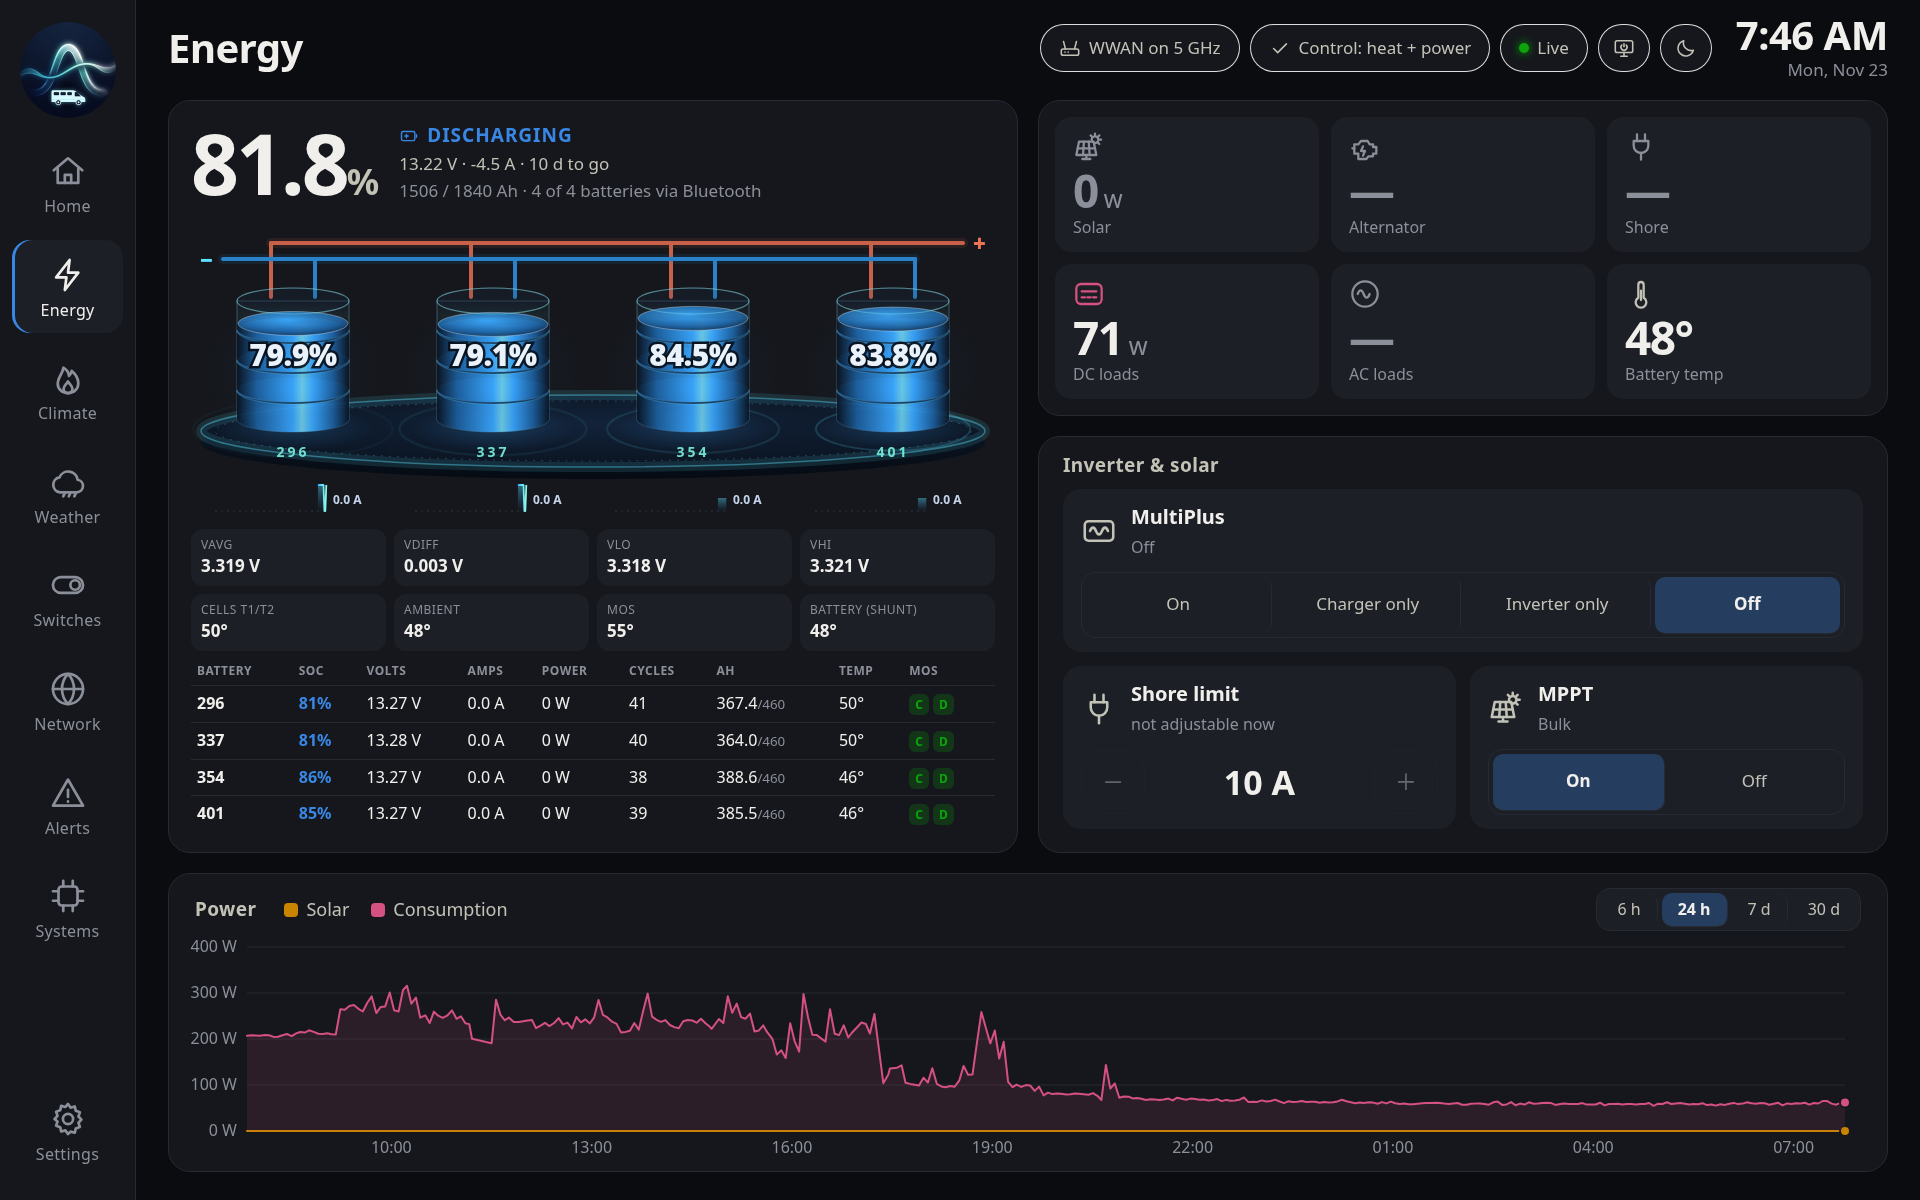 Energy
WWAN on 5 GHz
Control: heat + power
Live
7:46 AM
Mon, Nov 23
Home
Energy
Climate
Weather
Switches
Network
Alerts
Systems
Settings
81.8%
DISCHARGING
13.22 V · -4.5 A · 10 d to go
1506 / 1840 Ah · 4 of 4 batteries via Bluetooth
+
−
79.9% 79.1% 84.5% 83.8%
296 337 354 401
0.0 A 0.0 A 0.0 A 0.0 A
VAVG VDIFF VLO VHI
3.319 V 0.003 V 3.318 V 3.321 V
CELLS T1/T2 AMBIENT MOS BATTERY (SHUNT)
50° 48° 55° 48°
BATTERY SOC VOLTS AMPS POWER CYCLES AH TEMP MOS
296 81% 13.27 V 0.0 A 0 W 41 367.4/460 50° C D
337 81% 13.28 V 0.0 A 0 W 40 364.0/460 50° C D
354 86% 13.27 V 0.0 A 0 W 38 388.6/460 46° C D
401 85% 13.27 V 0.0 A 0 W 39 385.5/460 46° C D
0 W — —
Solar Alternator Shore
71 W — 48°
DC loads AC loads Battery temp
Inverter & solar
MultiPlus
Off
On Charger only Inverter only Off
Shore limit
not adjustable now
− 10 A +
MPPT
Bulk
On Off
Power Solar Consumption
6 h 24 h 7 d 30 d
400 W
300 W
200 W
100 W
0 W
10:00 13:00 16:00 19:00 22:00 01:00 04:00 07:00